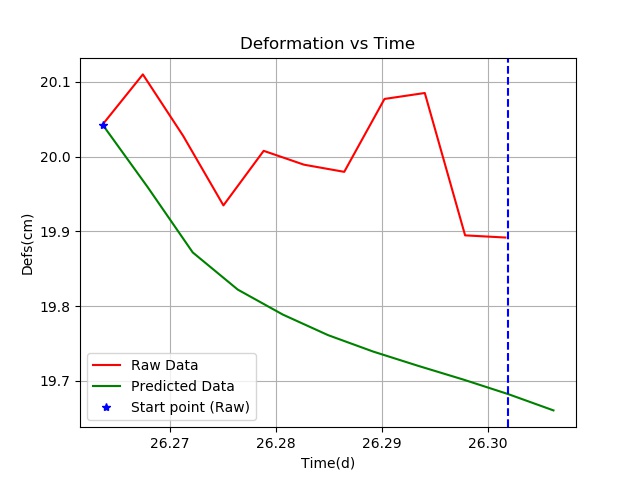 Deformation vs Time
Defs(cm)
20.1
20.0
19.9
19.8
19.7
Raw Data
Predicted Data
Start point (Raw)
26.27 26.28 26.29 26.30
Time(d)